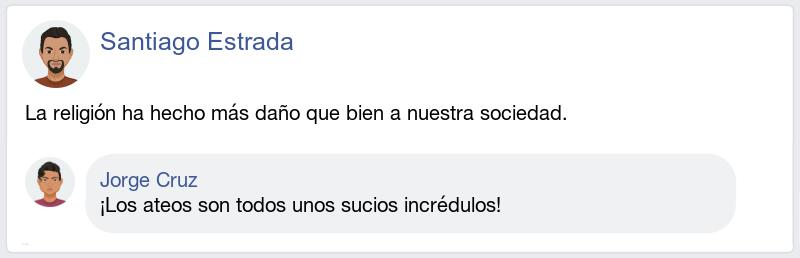 Santiago Estrada
La religión ha hecho más daño que bien a nuestra sociedad.
Jorge Cruz
¡Los ateos son todos unos sucios incrédulos!